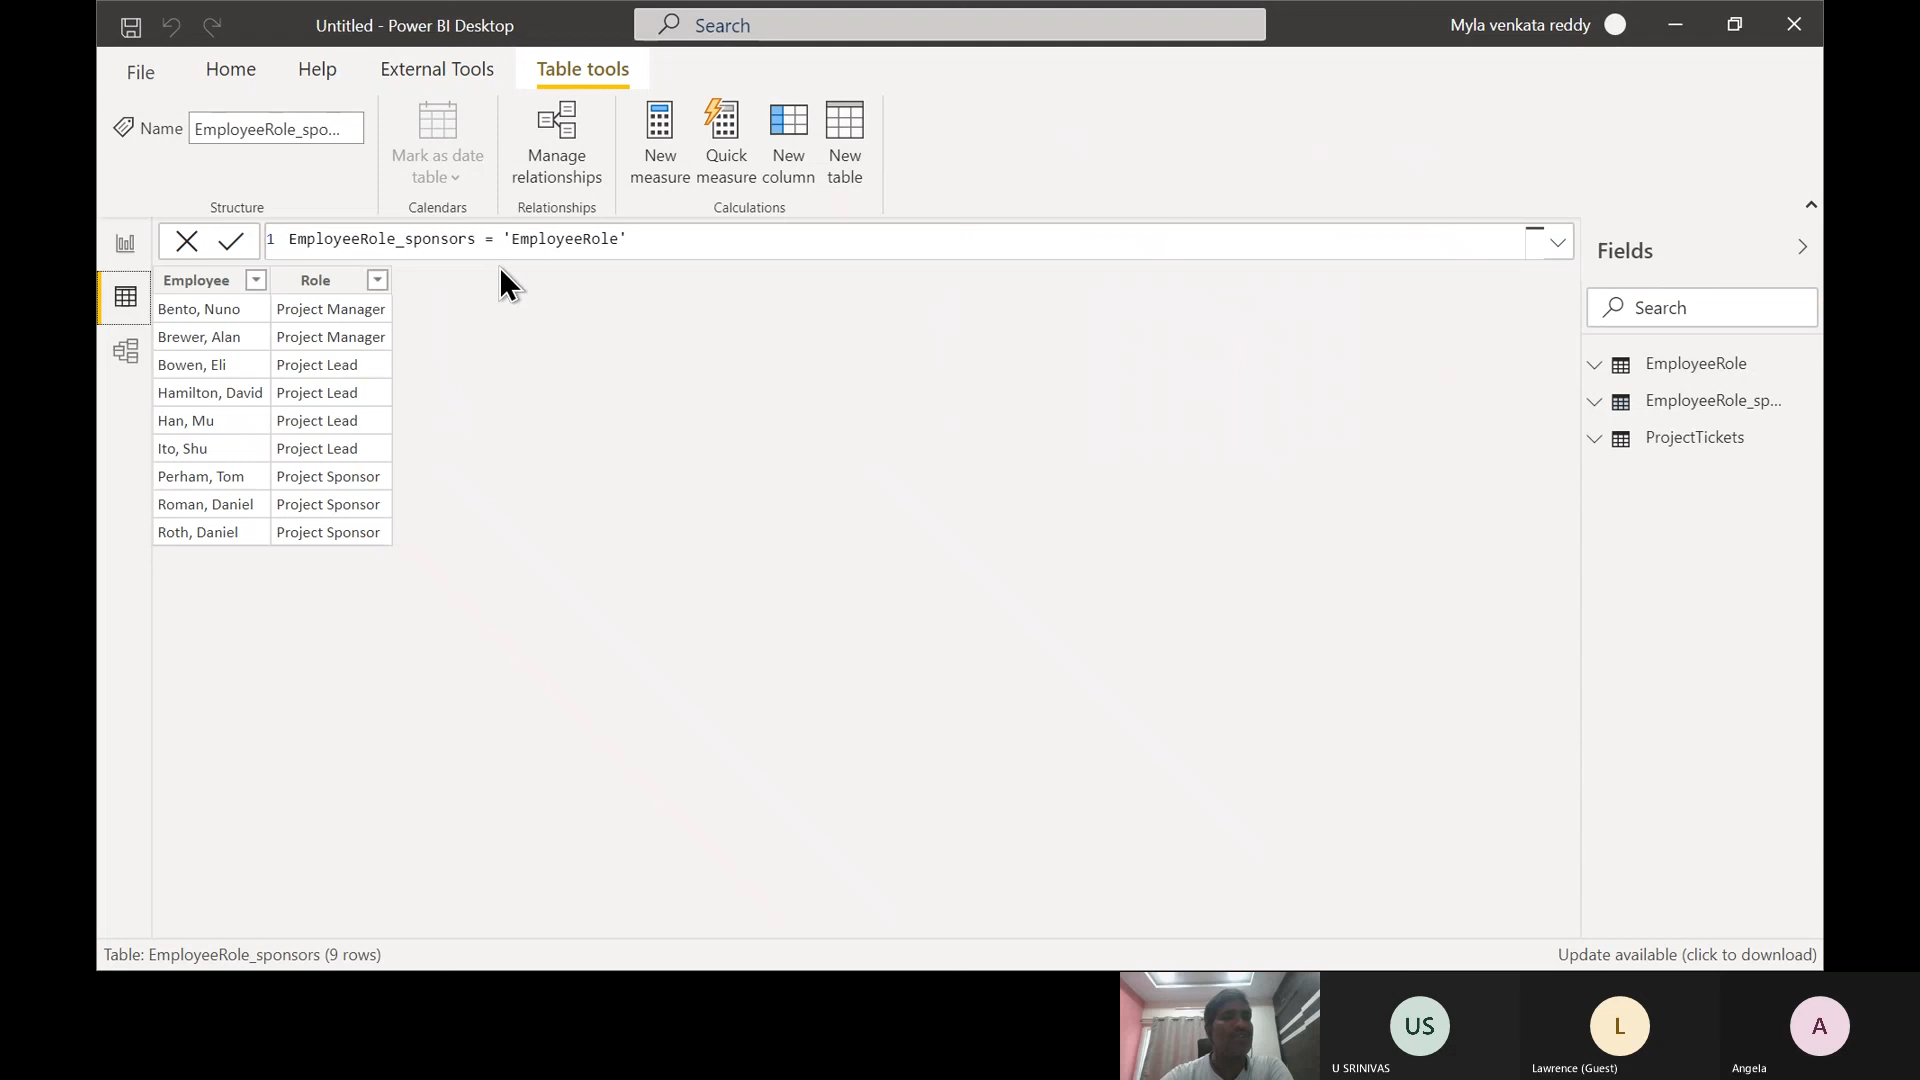 Untitled - Power BI Desktop
Search
Myla venkata reddy
File
Home
Help
External Tools
Table tools
Name
EmployeeRole_spo...
Mark as date
table
Manage
relationships
New
measure
Quick
measure
New
column
New
table
Structure
Calendars
Relationships
Calculations
1 EmployeeRole_sponsors = 'EmployeeRole'
Fields
Search
EmployeeRole
EmployeeRole_sp...
ProjectTickets
Employee Role
Bento, Nuno Project Manager
Brewer, Alan Project Manager
Bowen, Eli Project Lead
Hamilton, David Project Lead
Han, Mu Project Lead
Ito, Shu Project Lead
Perham, Tom Project Sponsor
Roman, Daniel Project Sponsor
Roth, Daniel Project Sponsor
Table: EmployeeRole_sponsors (9 rows)
Update available (click to download)
US
U SRINIVAS
L
Lawrence (Guest)
A
Angela